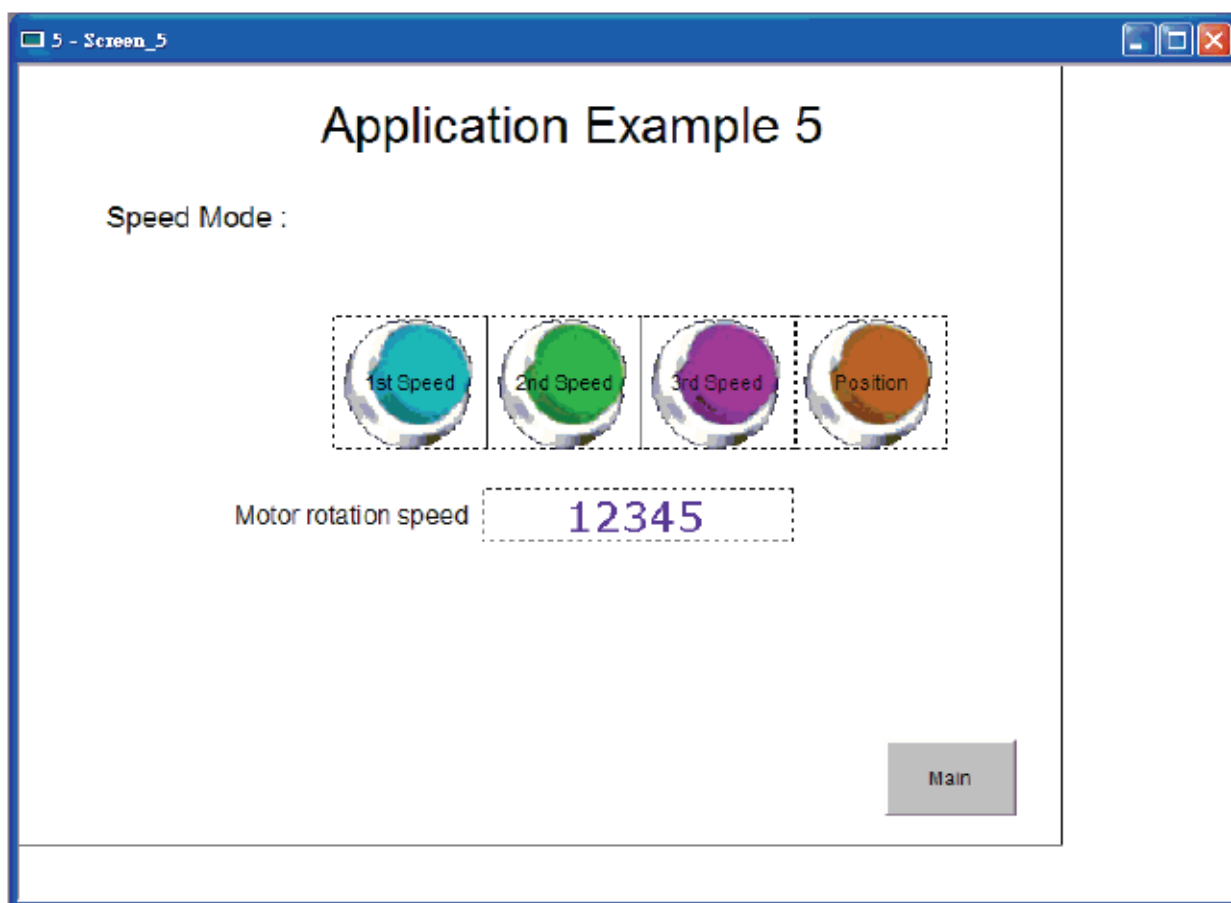 5 - Screen_5
Application Example 5
Speed Mode :
1st Speed 2nd Speed 3rd Speed Position
Motor rotation speed 12345
Main